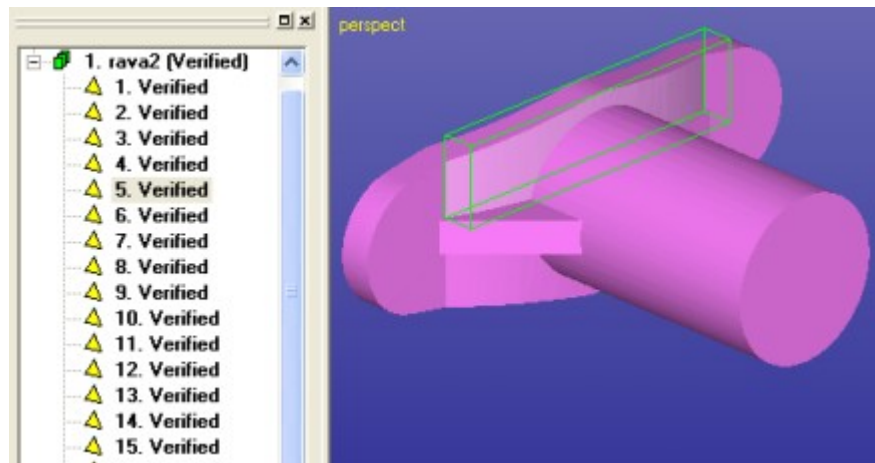 1. rava2 (Verified)
1. Verified
2. Verified
3. Verified
4. Verified
5. Verified
6. Verified
7. Verified
8. Verified
9. Verified
10. Verified
11. Verified
12. Verified
13. Verified
14. Verified
15. Verified
perspect